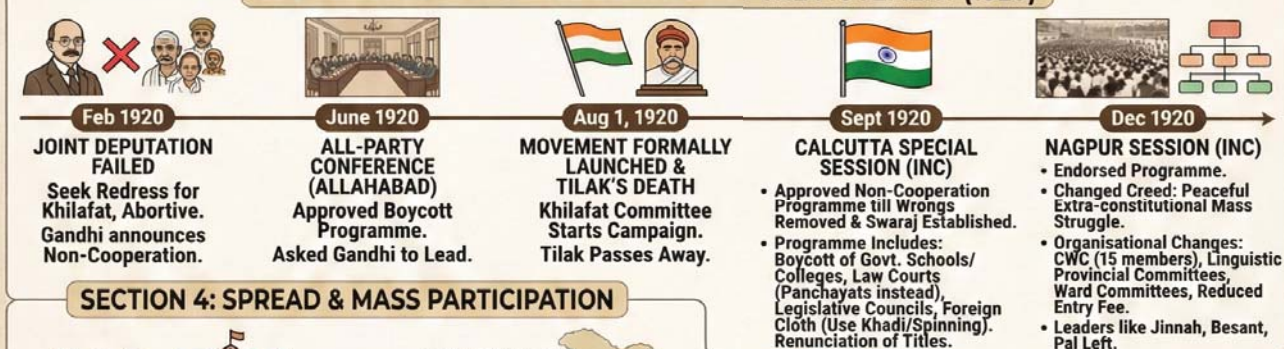 (1920)
Feb 1920
JOINT DEPUTATION
FAILED
Seek Redress for
Khilafat, Abortive.
Gandhi announces
Non-Cooperation.
June 1920
ALL-PARTY
CONFERENCE
(ALLAHABAD)
Approved Boycott
Programme.
Asked Gandhi to Lead.
Aug 1, 1920
MOVEMENT FORMALLY
LAUNCHED &
TILAK'S DEATH
Khilafat Committee
Starts Campaign.
Tilak Passes Away.
Sept 1920
CALCUTTA SPECIAL
SESSION (INC)
• Approved Non-Cooperation
Programme till Wrongs
Removed & Swaraj Established.
• Programme Includes:
Boycott of Govt. Schools/
Colleges, Law Courts
(Panchayats instead),
Legislative Councils, Foreign
Cloth (Use Khadi/Spinning).
Renunciation of Titles.
Dec 1920
NAGPUR SESSION (INC)
• Endorsed Programme.
• Changed Creed: Peaceful
Extra-constitutional Mass
Struggle.
• Organisational Changes:
CWC (15 members), Linguistic
Provincial Committees,
Ward Committees, Reduced
Entry Fee.
• Leaders like Jinnah, Besant,
Pal Left.
SECTION 4: SPREAD & MASS PARTICIPATION